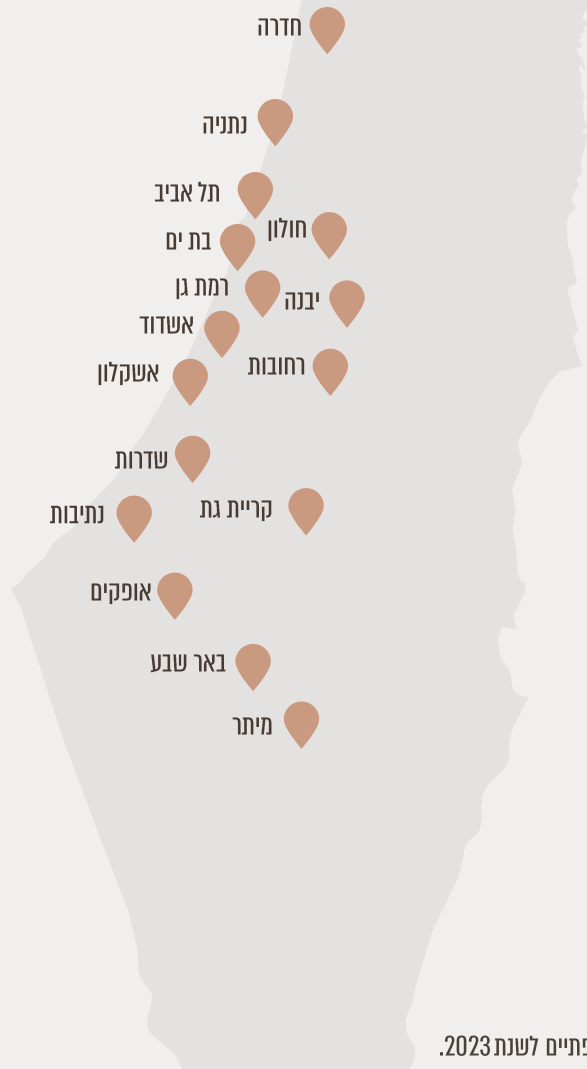 חדרה
נתניה
תל אביב
חולון
בת ים
רמת גן
יבנה
אשדוד
רחובות
אשקלון
שדרות
קריית גת
נתיבות
אופקים
באר שבע
מיתר
לשנת 2023.